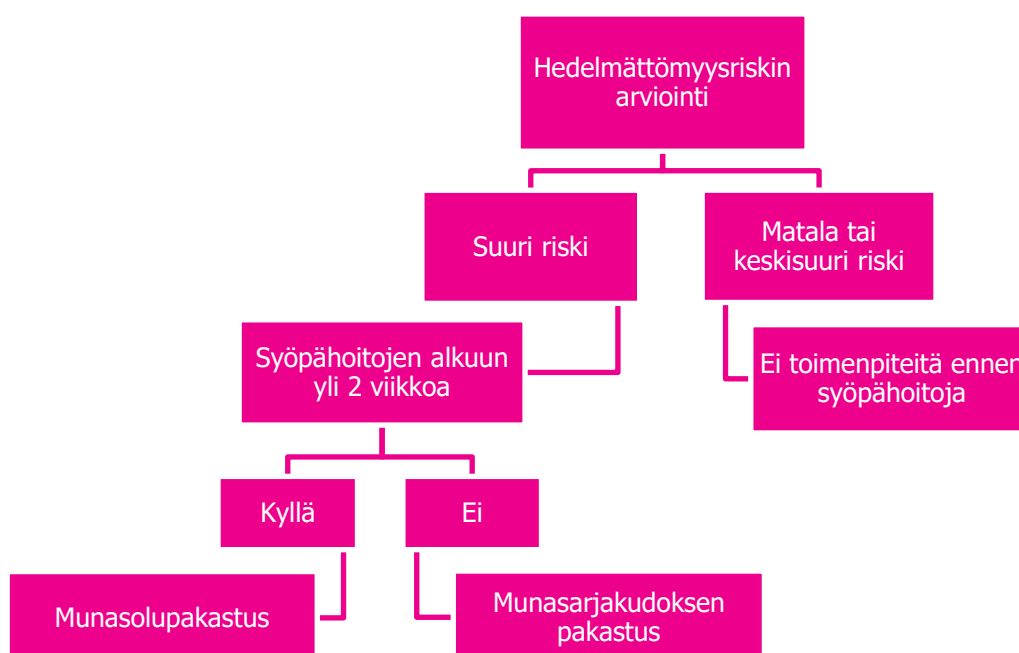 Hedelmättömyysriskin
arviointi
Suuri riski
Matala tai
keskisuuri riski
Syöpähoitojen alkuun
yli 2 viikkoa
Ei toimenpiteitä ennen
syöpähoitoja
Kyllä
Ei
Munasolupakastus
Munasarjakudoksen
pakastus